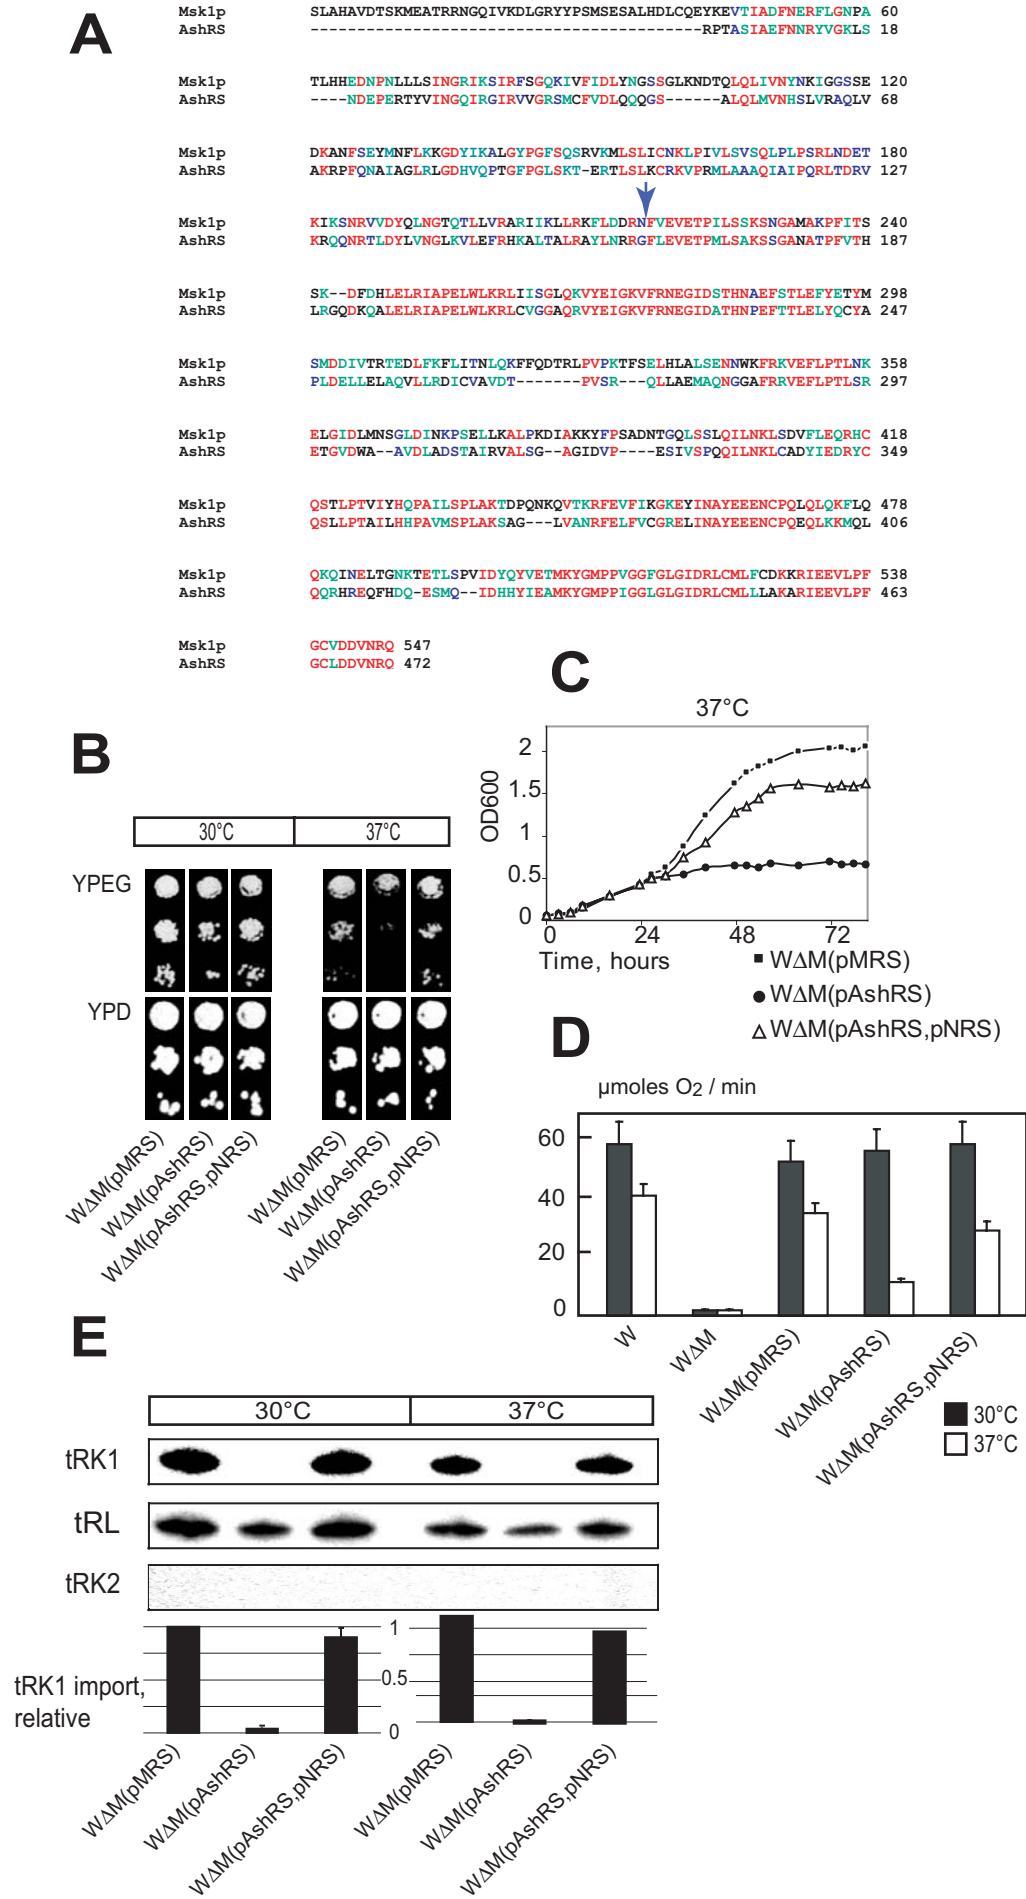 A
Msk1p SLAHAVDTSKMEATRRNGQIVKDLGRYYPSMSESALHDLCQEYKEVTIADFNERFLGNPA 60
AshRS ------------------------------------------RPTASIAEFNNRYVGKLS 18
Msk1p TLHHEDNPNLLLSINGRIKSIRFSGQKIVFIDLYNGSSGLKNDTQLQLIVNYNKIGGSSE 120
AshRS ----NDEPERTYVINGQIRGIRVVGRSMCFVDLQQQGS------ALQLMVNHSLVRAQLV 68
Msk1p DKANFSEYMNFLKKGDYIKALGYPGFSQSRVKMLSLICNKLPIVLSVSQLPLPSRLNDET 180
AshRS AKRPFQNAIAGLRLGDHVQPTGFPGLSKT-ERTLSLKCRKVPRMLAAAQIAIPQRLTDRV 127
Msk1p KIKSNRVVDYQLNGTQTLLVRARIIKLLRKFLDDRNFVEVETPILSSKSNGAMAKPFITS 240
AshRS KRQQNRTLDYLVNGLKVLEFRHKALTALRAYLNRRGFLEVETPMLSAKSSGANATPFVTH 187
Msk1p SK--DFDHLELRIAPELWLKRLIISGLQKVYEIGKVFRNEGIDSTHNAEFSTLEFYETYM 298
AshRS LRGQDKQALELRIAPELWLKRLCVGGAQRVYEIGKVFRNEGIDATHNPEFTTLELYQCYA 247
Msk1p SMDDIVTRTEDLFKFLITNLQKFFQDTRLPVPKTFSELHLALSENNWKFRKVEFLPTLNK 358
AshRS PLDELLELAQVLLRDICVAVDT-------PVSR---QLLAEMAQNGGAFRRVEFLPTLSR 297
Msk1p ELGIDLMNSGLDINKPSELLKALPKDIAKKYFPSADNTGQLSSLQILNKLSDVFLEQRHC 418
AshRS ETGVDWA--AVDLADSTAIRVALSG--AGIDVP----ESIVSPQQILNKLCADYIEDRYC 349
Msk1p QSTLPTVIYHQPAILSPLAKTDPQNKQVTKRFEVFIKGKEYINAYEEENCPQLQLQKFLQ 478
AshRS QSLLPTAILHHPAVMSPLAKSAG---LVANRFELFVCGRELINAYEEENCPQEQLKKMQL 406
Msk1p QKQINELTGNKTETLSPVIDYQYVETMKYGMPPVGGFGLGIDRLCMLFCDKKRIEEVLPF 538
AshRS QQRHREQFHDQ-ESMQ--IDHHYIEAMKYGMPPIGGLGLGIDRLCMLLLAKARIEEVLPF 463
Msk1p GCVDDVNRQ 547
AshRS GCLDDVNRQ 472
B
30°C 37°C
YPEG
YPD
WΔM(pMRS)
WΔM(pAshRS)
WΔM(pAshRS,pNRS)
WΔM(pMRS)
WΔM(pAshRS)
WΔM(pAshRS,pNRS)
C
37°C
OD600
2
1.5
1
0.5
0
0 24 48 72
Time, hours
WΔM(pMRS)
WΔM(pAshRS)
WΔM(pAshRS,pNRS)
D
µmoles O2 / min
60
40
20
0
W
WΔM
WΔM(pMRS)
WΔM(pAshRS)
WΔM(pAshRS,pNRS)
30°C
37°C
E
30°C 37°C
tRK1
tRL
tRK2
tRK1 import,
relative
1
0.5
0
WΔM(pMRS)
WΔM(pAshRS)
WΔM(pAshRS,pNRS)
WΔM(pMRS)
WΔM(pAshRS)
WΔM(pAshRS,pNRS)